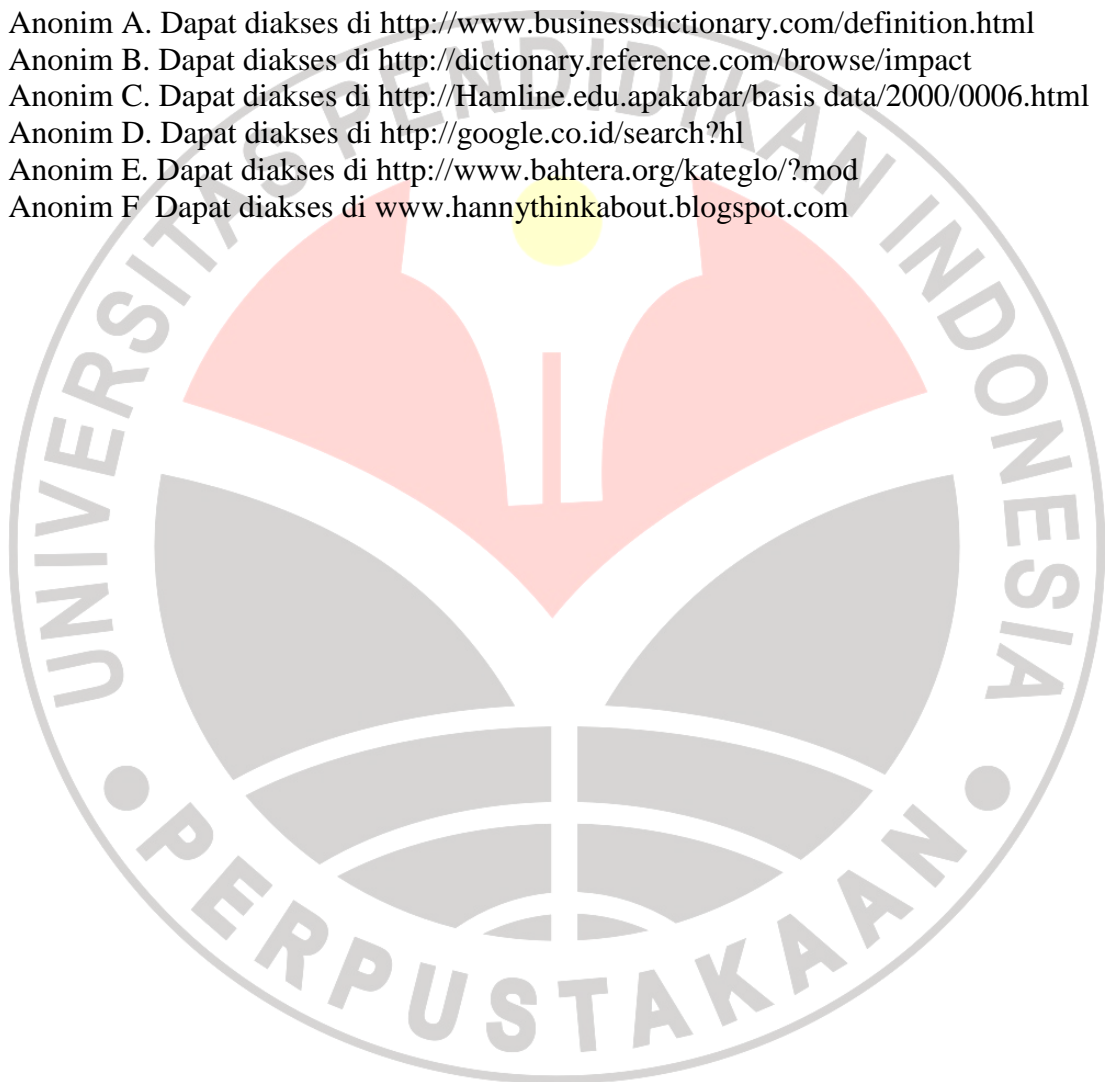 Anonim A. Dapat diakses di http://www.businessdictionary.com/definition.html
Anonim B. Dapat diakses di http://dictionary.reference.com/browse/impact
Anonim C. Dapat diakses di http://Hamline.edu.apakabar/basis data/2000/0006.html
Anonim D. Dapat diakses di http://google.co.id/search?hl
Anonim E. Dapat diakses di http://www.bahtera.org/kateglo/?mod
Anonim F  Dapat diakses di www.hannythinkabout.blogspot.com
UNIVERSITAS PENDIDIKAN INDONESIA
PERPUSTAKAAN